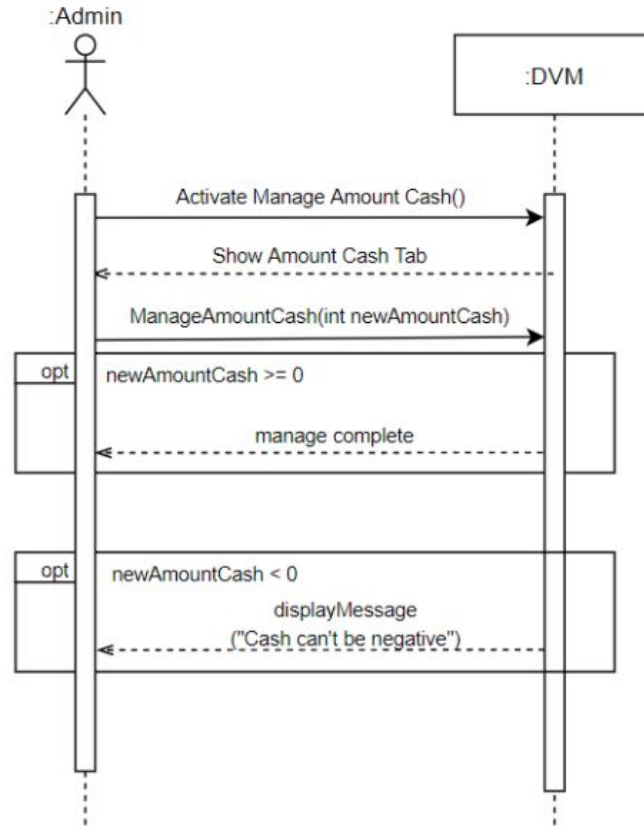 :Admin
:DVM
Activate Manage Amount Cash()
Show Amount Cash Tab
ManageAmountCash(int newAmountCash)
opt
newAmountCash >= 0
manage complete
opt
newAmountCash < 0
displayMessage
("Cash can't be negative")